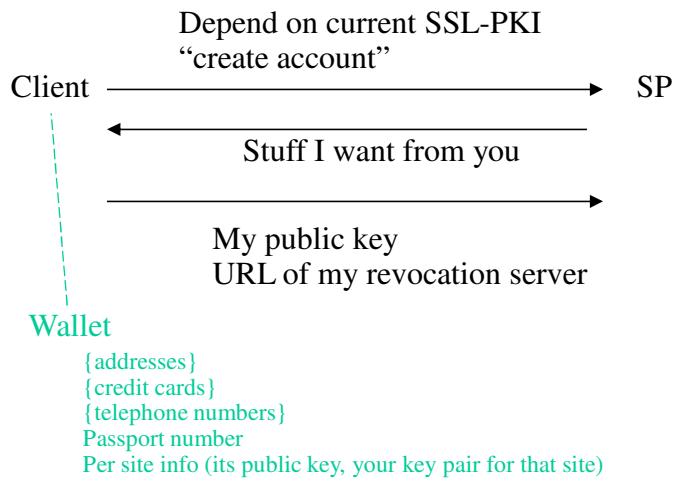 Depend on current SSL-PKI
“create account”
Client
SP
Stuff I want from you
My public key
URL of my revocation server
Wallet
{addresses}
{credit cards}
{telephone numbers}
Passport number
Per site info (its public key, your key pair for that site)